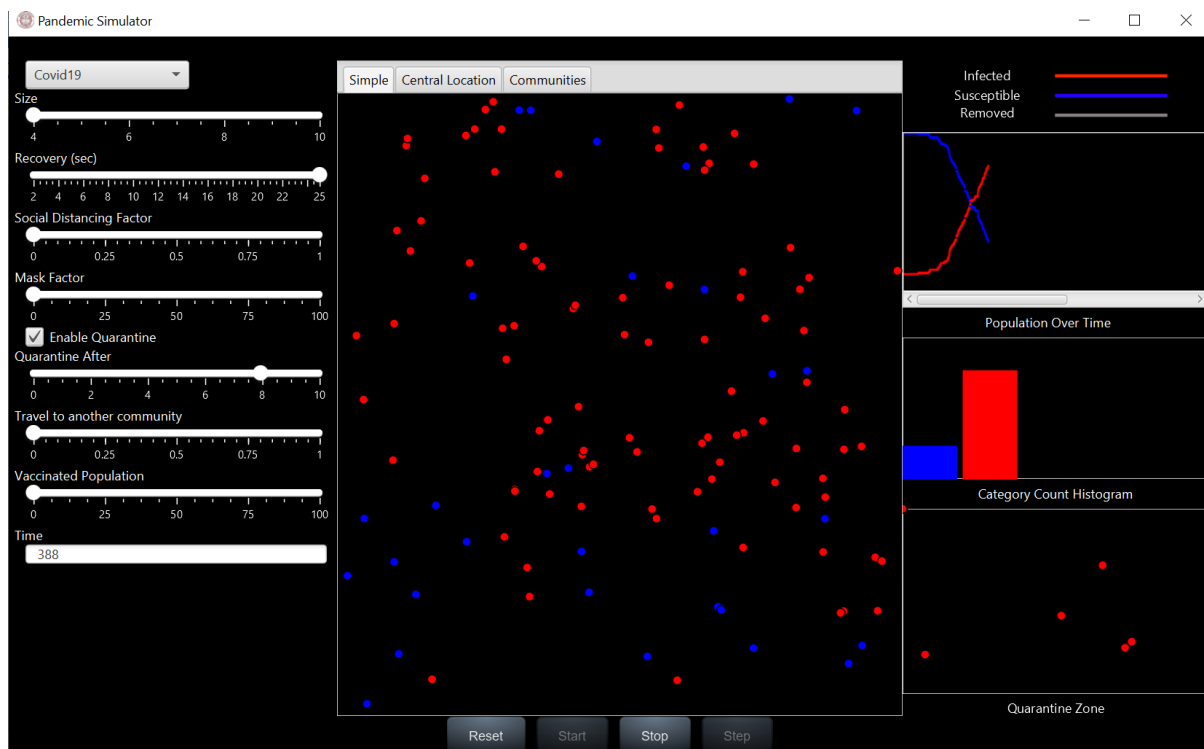 Pandemic Simulator
Covid19
Size
4 6 8 10
Recovery (sec)
2 4 6 8 10 12 14 16 18 20 22 25
Social Distancing Factor
0 0.25 0.5 0.75 1
Mask Factor
0 25 50 75 100
Enable Quarantine
Quarantine After
0 2 4 6 8 10
Travel to another community
0 0.25 0.5 0.75 1
Vaccinated Population
0 25 50 75 100
Time
388
Simple Central Location Communities
Reset Start Stop Step
Infected
Susceptible
Removed
Population Over Time
Category Count Histogram
Quarantine Zone